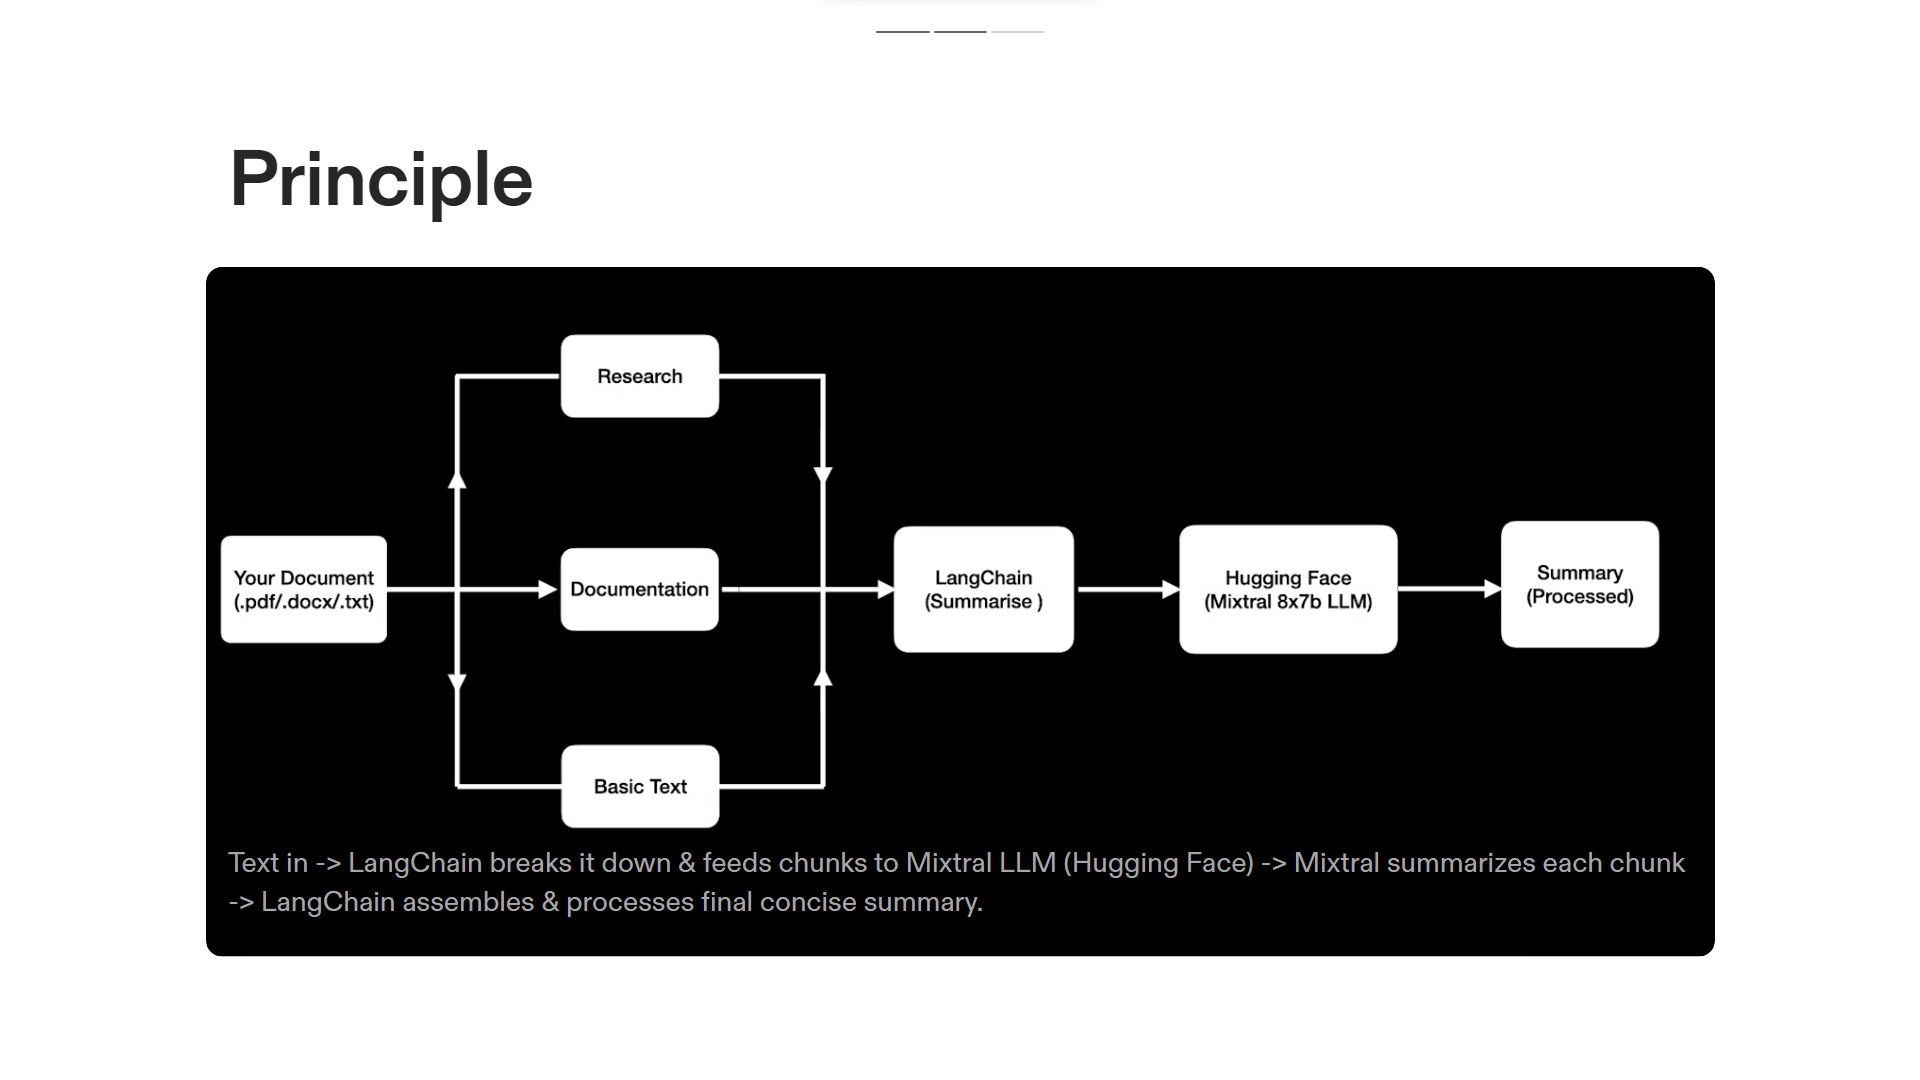 Principle
Research
Your Document
(.pdf/.docx/.txt)
Documentation
LangChain
(Summarise )
Hugging Face
(Mixtral 8x7b LLM)
Summary
(Processed)
Basic Text
Text in -> LangChain breaks it down & feeds chunks to Mixtral LLM (Hugging Face) -> Mixtral summarizes each chunk
-> LangChain assembles & processes final concise summary.